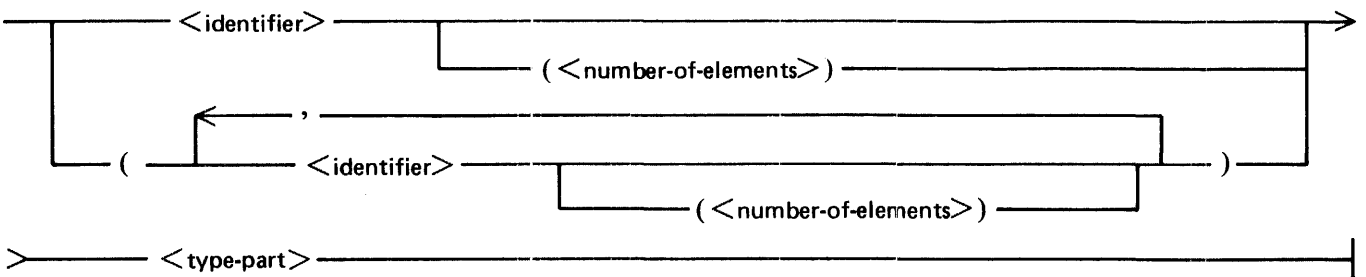 <identifier>
(<number-of-elements>)
,
( <identifier> )
(<number-of-elements>)
<type-part>